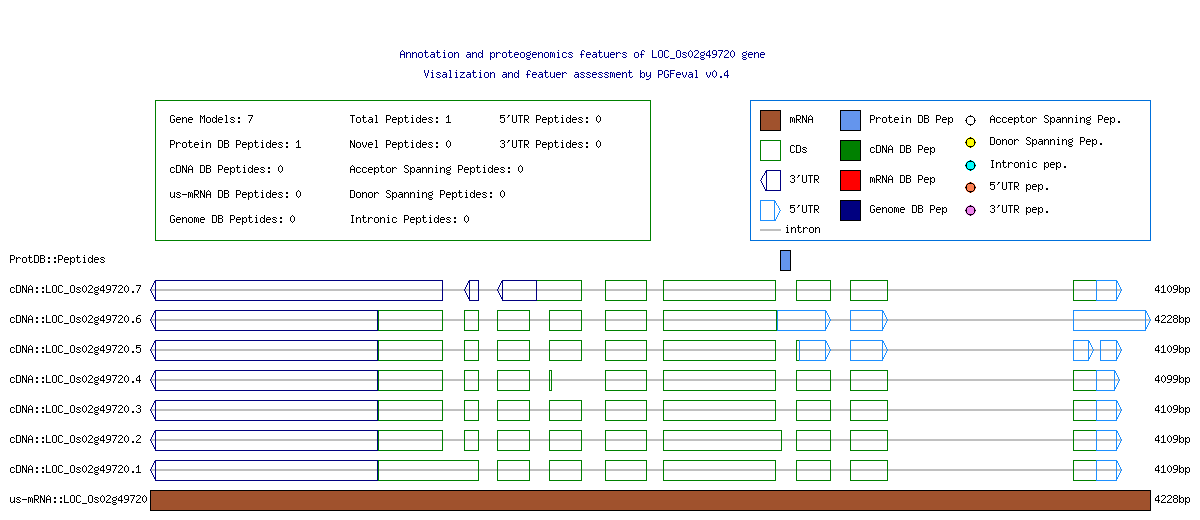 Annotation and proteogenomics featuers of LOC_Os02g49720 gene
Visalization and featuer assessment by PGFeval v0.4
Gene Models: 7 Total Peptides: 1 5'UTR Peptides: 0
Protein DB Peptides: 1 Novel Peptides: 0 3'UTR Peptides: 0
cDNA DB Peptides: 0 Acceptor Spanning Peptides: 0
us-mRNA DB Peptides: 0 Donor Spanning Peptides: 0
Genome DB Peptides: 0 Intronic Peptides: 0
mRNA Protein DB Pep Acceptor Spanning Pep.
CDs cDNA DB Pep Donor Spanning Pep.
3'UTR mRNA DB Pep Intronic pep.
5'UTR Genome DB Pep 5'UTR pep.
intron 3'UTR pep.
ProtDB::Peptides
cDNA::LOC_Os02g49720.7 4109bp
cDNA::LOC_Os02g49720.6 4228bp
cDNA::LOC_Os02g49720.5 4109bp
cDNA::LOC_Os02g49720.4 4099bp
cDNA::LOC_Os02g49720.3 4109bp
cDNA::LOC_Os02g49720.2 4109bp
cDNA::LOC_Os02g49720.1 4109bp
us-mRNA::LOC_Os02g49720 4228bp